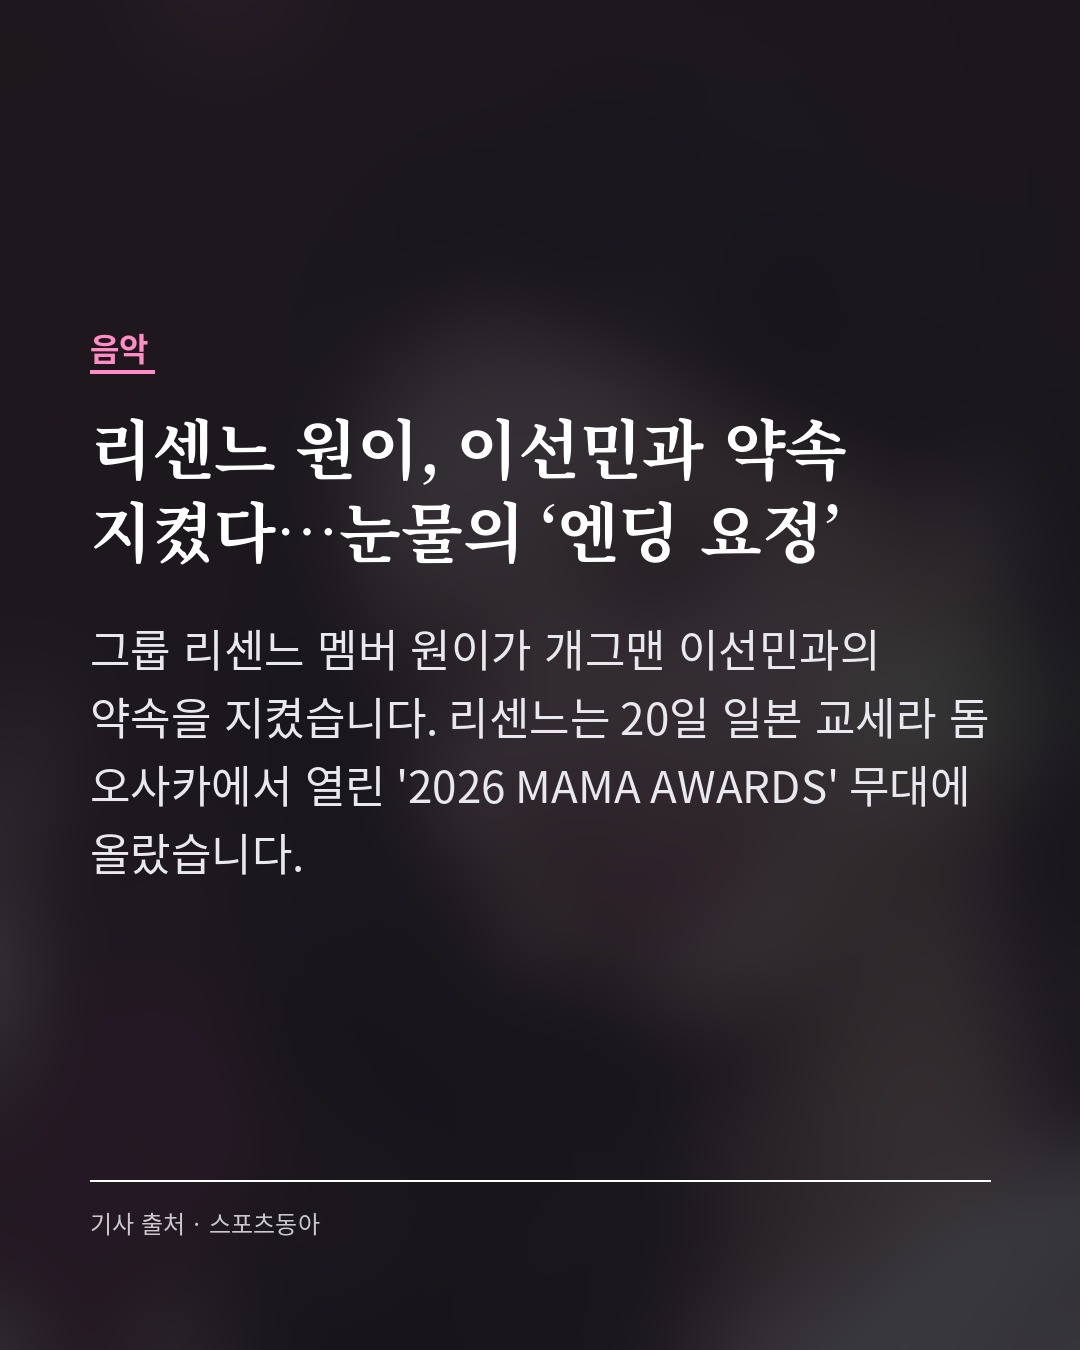 음악
리센느 원이, 이선민과 약속
지켰다…눈물의 ‘엔딩 요정’
그룹 리센느 멤버 원이가 개그맨 이선민과의
약속을 지켰습니다. 리센느는 20일 일본 교세라 돔
오사카에서 열린 '2026 MAMA AWARDS' 무대에
올랐습니다.
기사 출처 · 스포츠동아